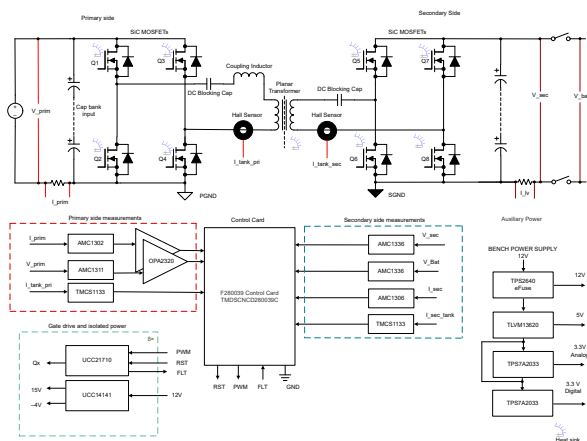 Primary side
Secondary Side
SiC MOSFETs
SiC MOSFETs
Q1
Q3
Coupling Inductor
Planar
Transformer
Q5
Q7
DC Blocking Cap
DC Blocking Cap
V_prim
Cap bank
input
V_sec
V_Bat
Hall Sensor
Hall Sensor
Q2
Q4
I_tank_pri
I_tank_sec
Q6
Q8
I_prim
PGND
SGND
I_lv
Primary side measurements
Control Card
Secondary side measurements
Auxiliary Power
I_prim
AMC1302
OPA2320
V_prim
AMC1311
I_tank_pri
TMCS1133
F280039 Control Card
TMDSCNCD280039C
V_sec
AMC1336
V_Bat
AMC1336
I_sec
AMC1306
I_sec_tank
TMCS1133
BENCH POWER SUPPLY
12V
TPS2640
eFuse
12V
TLVM13620
5V
TPS7A2033
3.3V
Analog
TPS7A2033
3.3 V
Digital
Heat sink
Gate drive and isolated power
8×
Qx
UCC21710
PWM
RST
FLT
15V
–4V
UCC14141
12V
RST
PWM
FLT
GND